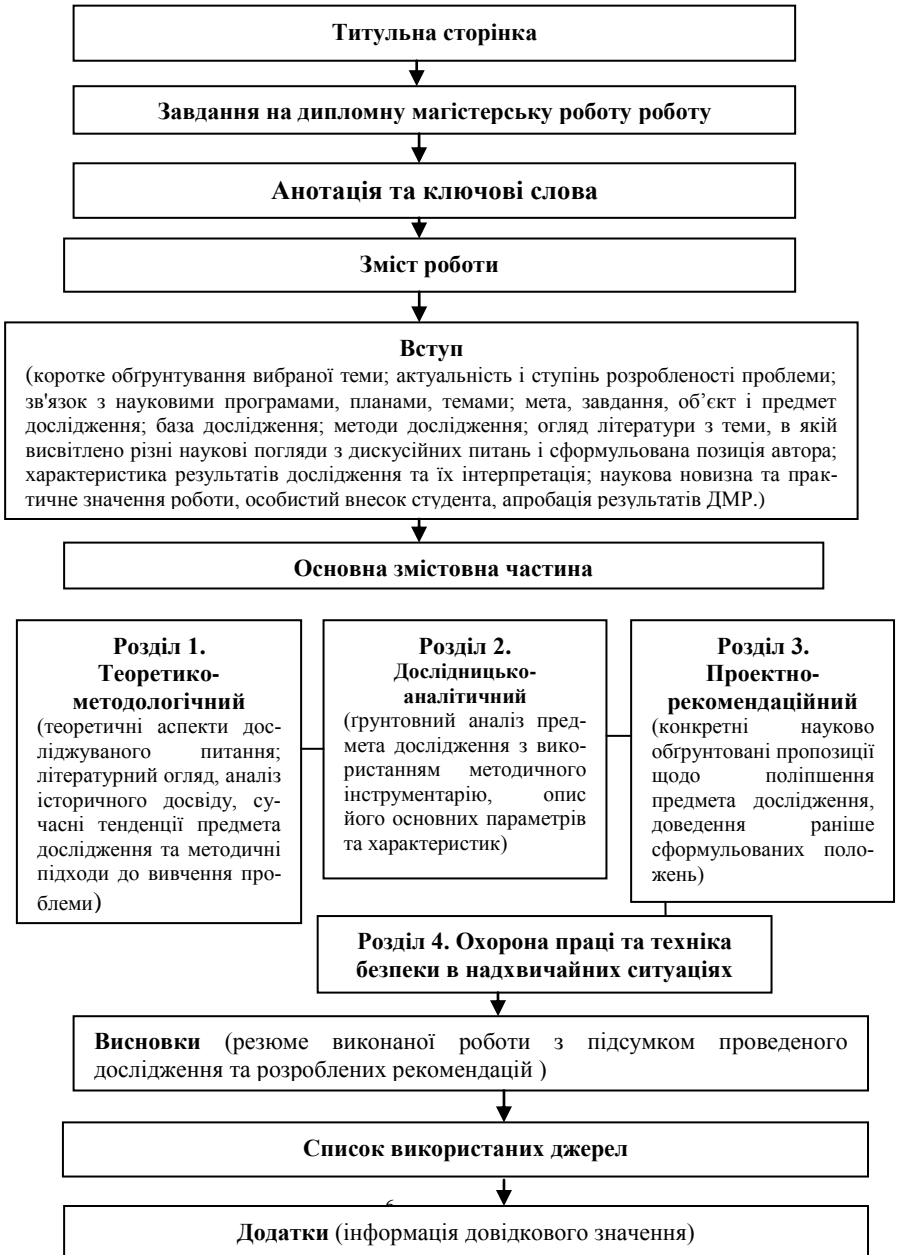 Титульна сторінка
Завдання на дипломну магістерську роботу роботу
Анотація та ключові слова
Зміст роботи
Вступ
(коротке обґрунтування вибраної теми; актуальність і ступінь розробленості проблеми;
зв'язок з науковими програмами, планами, темами; мета, завдання, об’єкт і предмет
дослідження; база дослідження; методи дослідження; огляд літератури з теми, в якій
висвітлено різні наукові погляди з дискусійних питань і сформульована позиція автора;
характеристика результатів дослідження та їх інтерпретація; наукова новизна та прак-
тичне значення роботи, особистий внесок студента, апробація результатів ДМР.)
Основна змістовна частина
Розділ 1.
Теоретико-
методологічний
(теоретичні аспекти дос-
ліджуваного питання;
літературний огляд, аналіз
історичного досвіду, су-
часні тенденції предмета
дослідження та методичні
підходи до вивчення про-
блеми)
Розділ 2.
Дослідницько-
аналітичний
(ґрунтовний аналіз пред-
мета дослідження з вико-
ристанням методичного
інструментарію, опис
його основних параметрів
та характеристик)
Розділ 3.
Проектно-
рекомендаційний
(конкретні науково
обґрунтовані пропозиції
щодо поліпшення
предмета дослідження,
доведення раніше
сформульованих поло-
жень)
Розділ 4. Охорона праці та техніка
безпеки в надхвичайних ситуаціях
Висновки (резюме виконаної роботи з підсумком проведеного
дослідження та розроблених рекомендацій )
Список використаних джерел
6
Додатки (інформація довідкового значення)